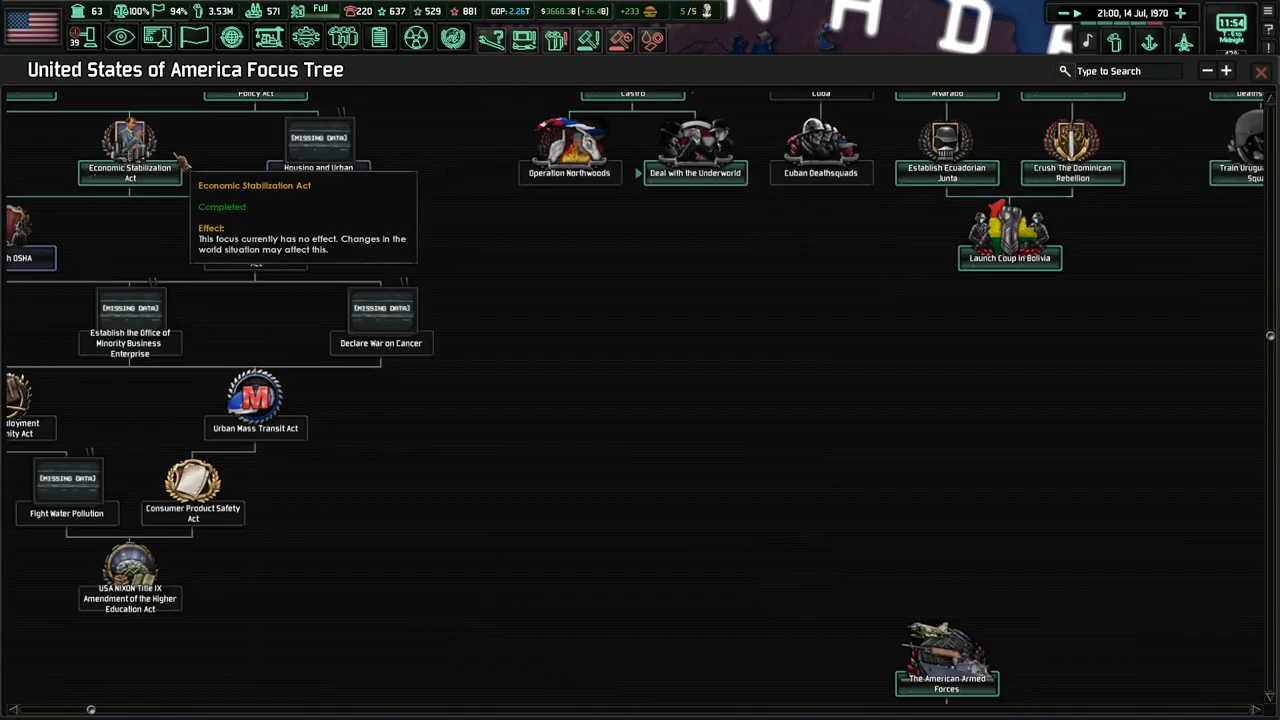 63 100% 94% 3.53M 571 Full 220 637 529 881 GDP: 2.26T $3668.3B (+36.4B) +233 5/5
21:00, 14 Jul, 1970
11:54
39
United States of America Focus Tree
Type to Search
Policy Act
Castro
Cuba
Alvarado
[MISSING DATA]
Economic Stabilization
Act
Housing and Urban
Operation Northwoods
Deal with the Underworld
Cuban Deathsquads
Establish Ecuadorian
Junta
Crush The Dominican
Rebellion
Economic Stabilization Act
Completed
Effect:
This focus currently has no effect. Changes in the
world situation may affect this.
h OSHA
Launch Coup In Bolivia
[MISSING DATA]
[MISSING DATA]
Establish the Office of
Minority Business
Enterprise
Declare War on Cancer
M
Urban Mass Transit Act
[MISSING DATA]
Fight Water Pollution
Consumer Product Safety
Act
USA NIXON Title IX
Amendment of the Higher
Education Act
The American Armed
Forces